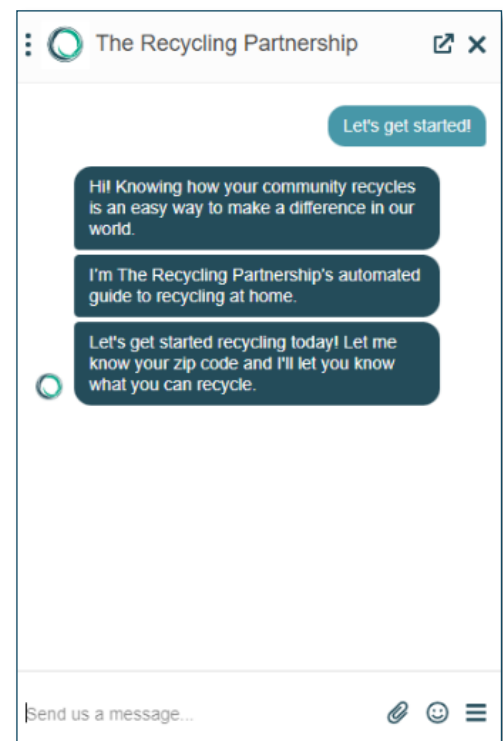 The Recycling Partnership
Let's get started!
Hi! Knowing how your community recycles
is an easy way to make a difference in our
world.
I'm The Recycling Partnership's automated
guide to recycling at home.
Let's get started recycling today! Let me
know your zip code and I'll let you know
what you can recycle.
Send us a message...